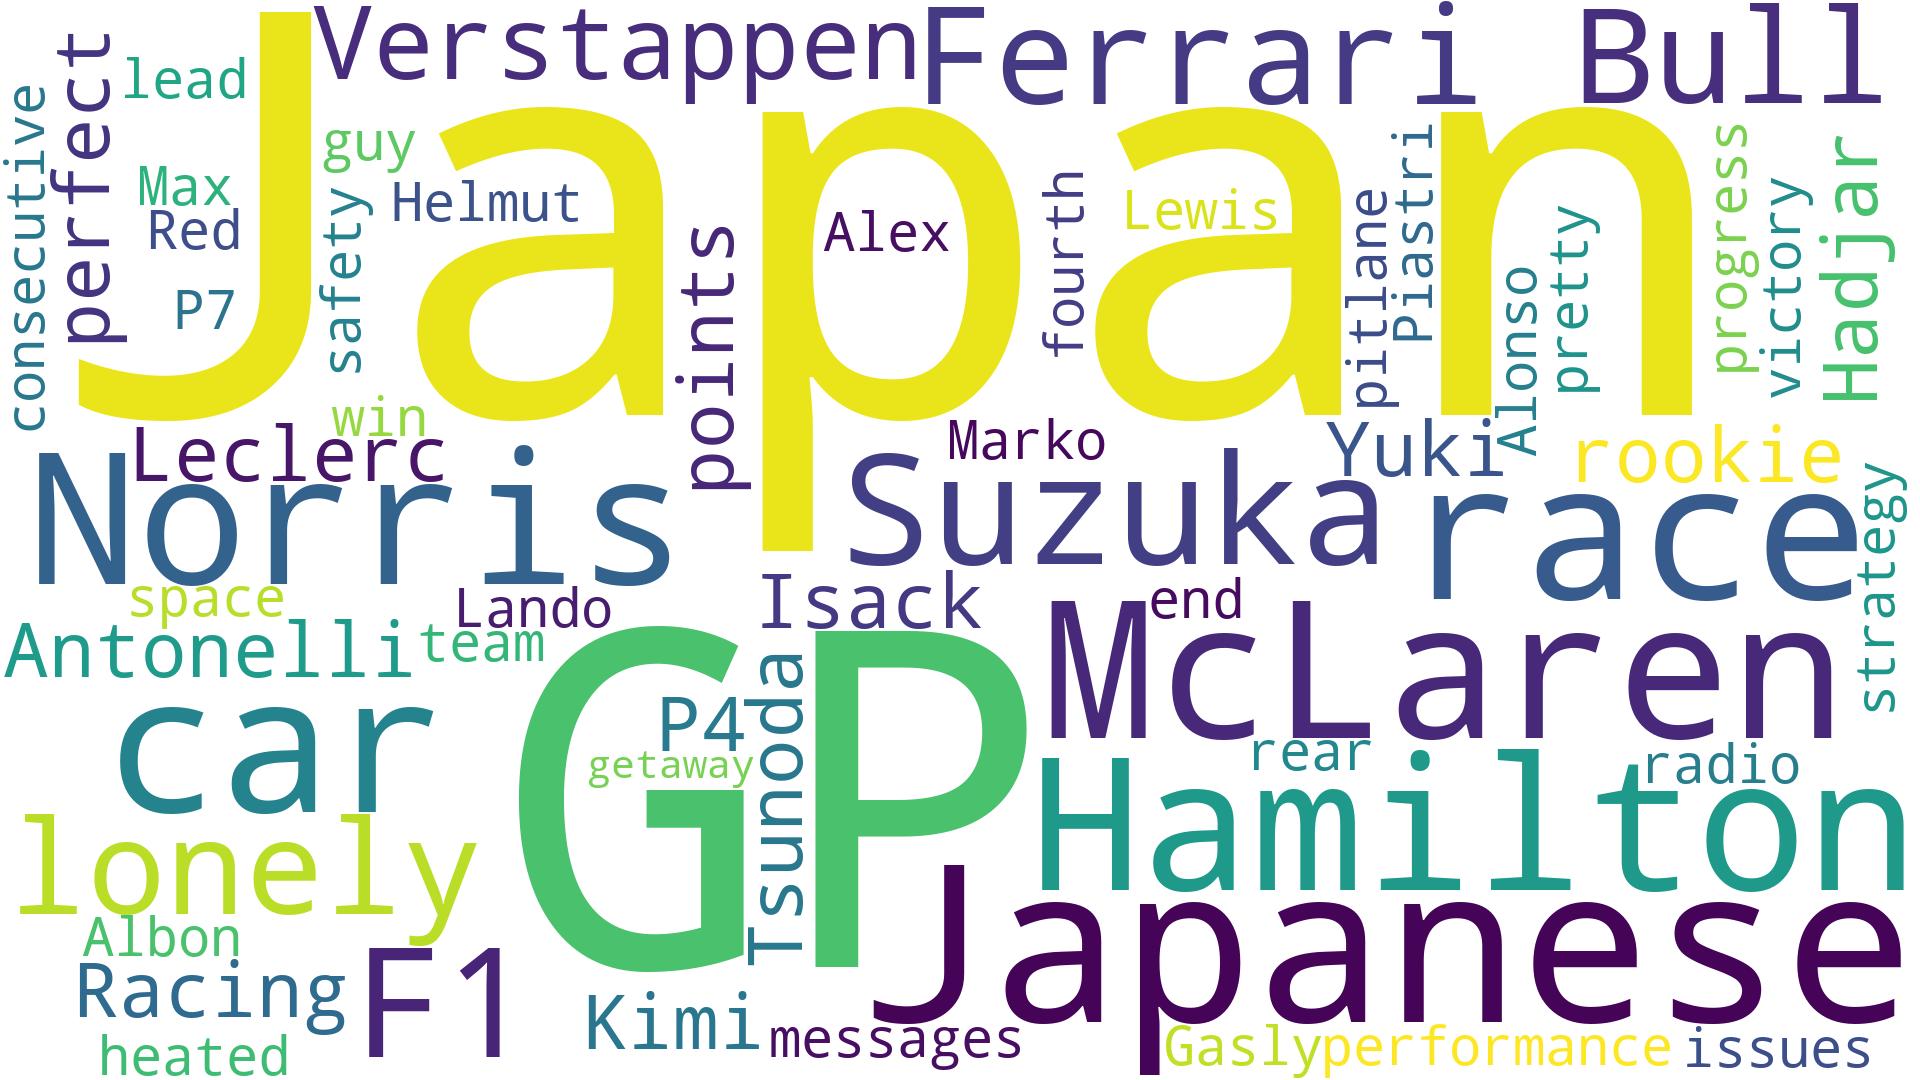 Verstappen
Ferrari
Bull
perfect
lead
consecutive
Japan
guy
Max
Helmut
Red
safety
P7
Alex
points
fourth
Lewis
pitlane
Piastri
Alonso
pretty
progress
victory
Hadjar
win
Leclerc
Marko
Yuki
rookie
Norris
Suzuka
race
strategy
space
Lando
Isack
end
Antonelli
team
McLaren
GP
car
P4
getaway
Tsunoda
rear
radio
Hamilton
lonely
Japanese
Albon
Racing
F1
Kimi
messages
heated
Gasly
performance
issues